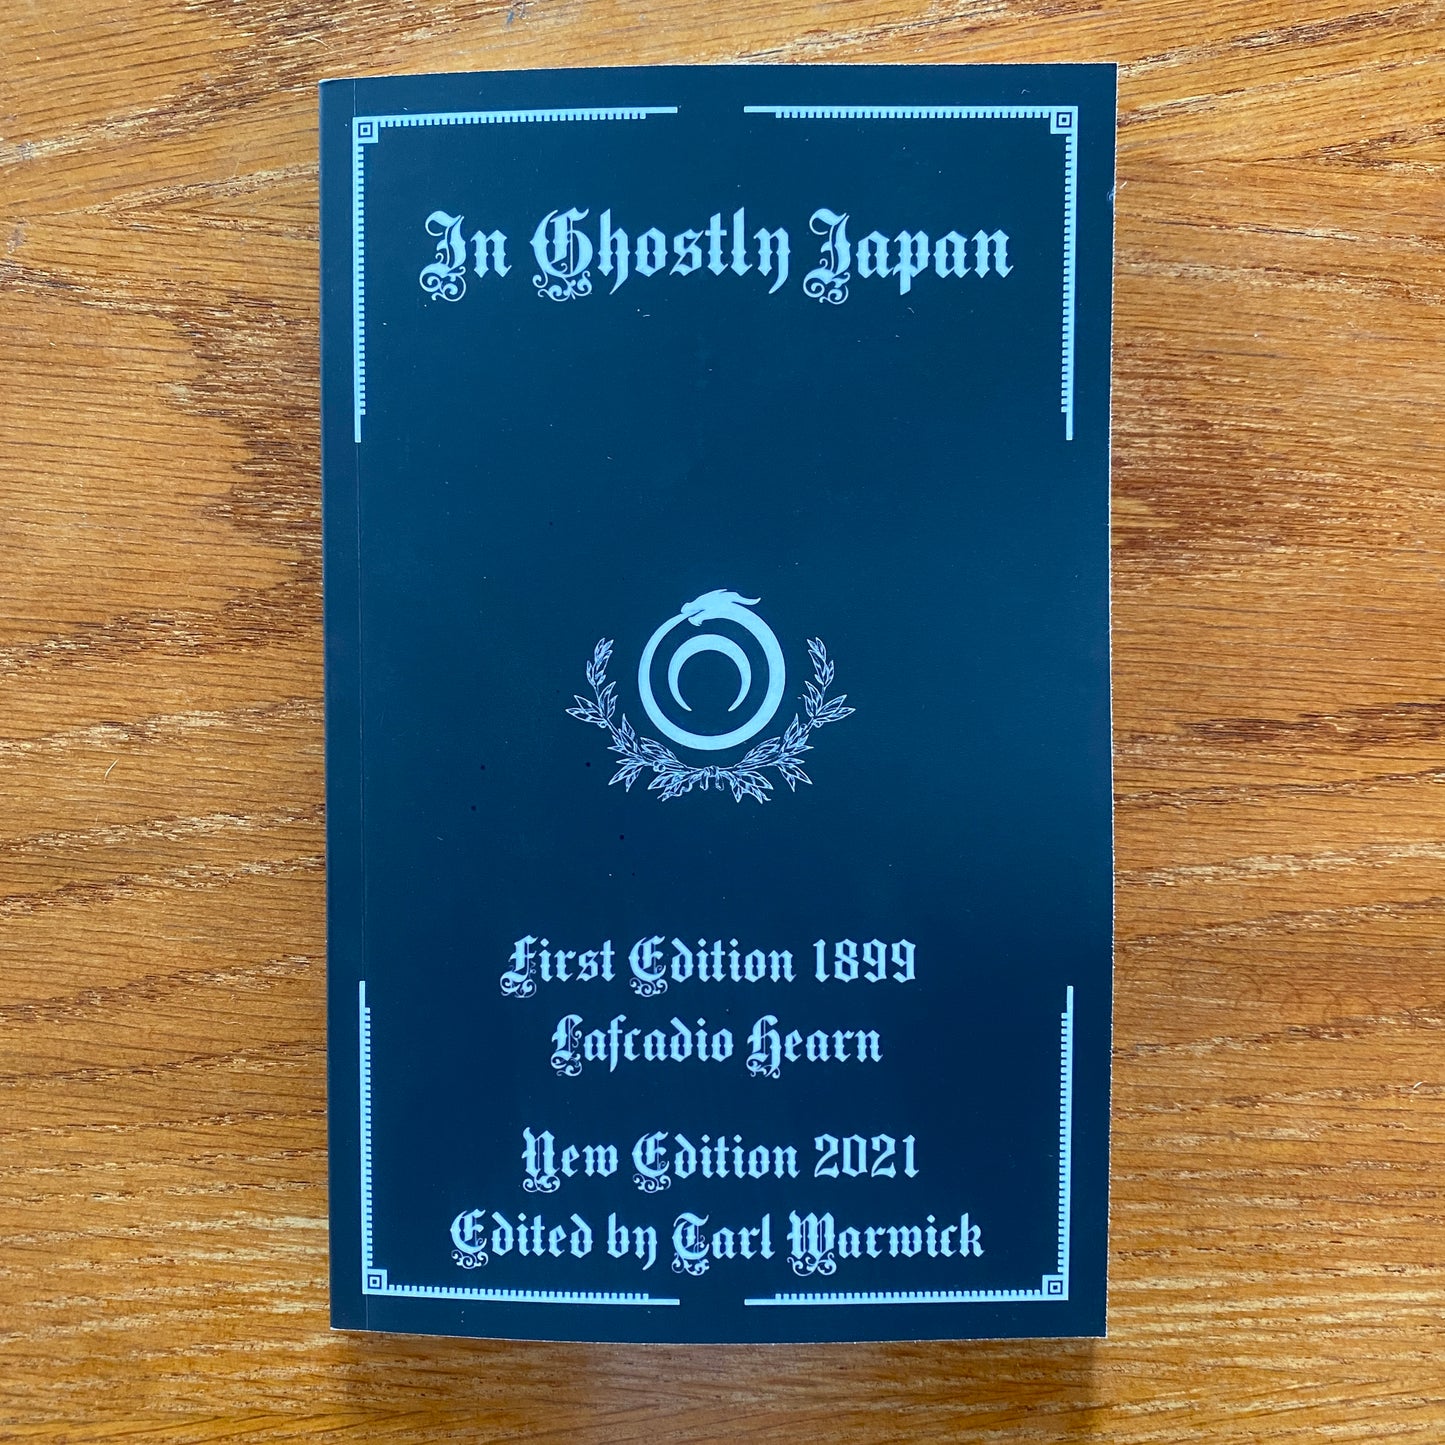 In Ghostly Japan
First Edition 1899
Lafcadio Hearn
New Edition 2021
Edited by Tarl Warwick